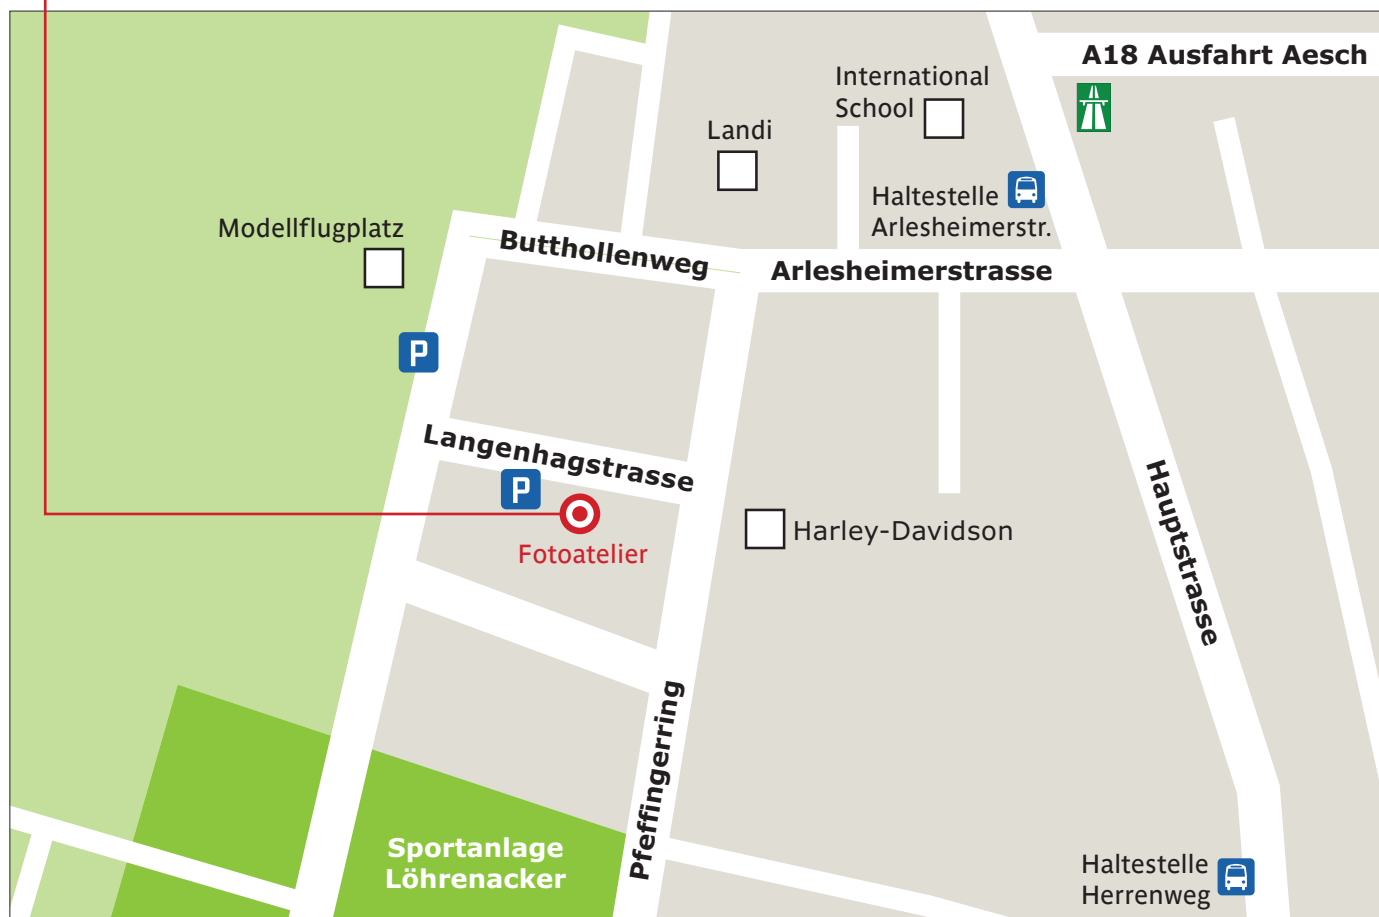 A18 Ausfahrt Aesch
International
School
Landi
Haltestelle
Arlesheimerstr.
Modellflugplatz
Butthollenweg
Arlesheimerstrasse
P
Langenhagstrasse
P
Harley-Davidson
Fotoatelier
Hauptstrasse
Pfeffingerring
Sportanlage
Löhrenacker
Haltestelle
Herrenweg